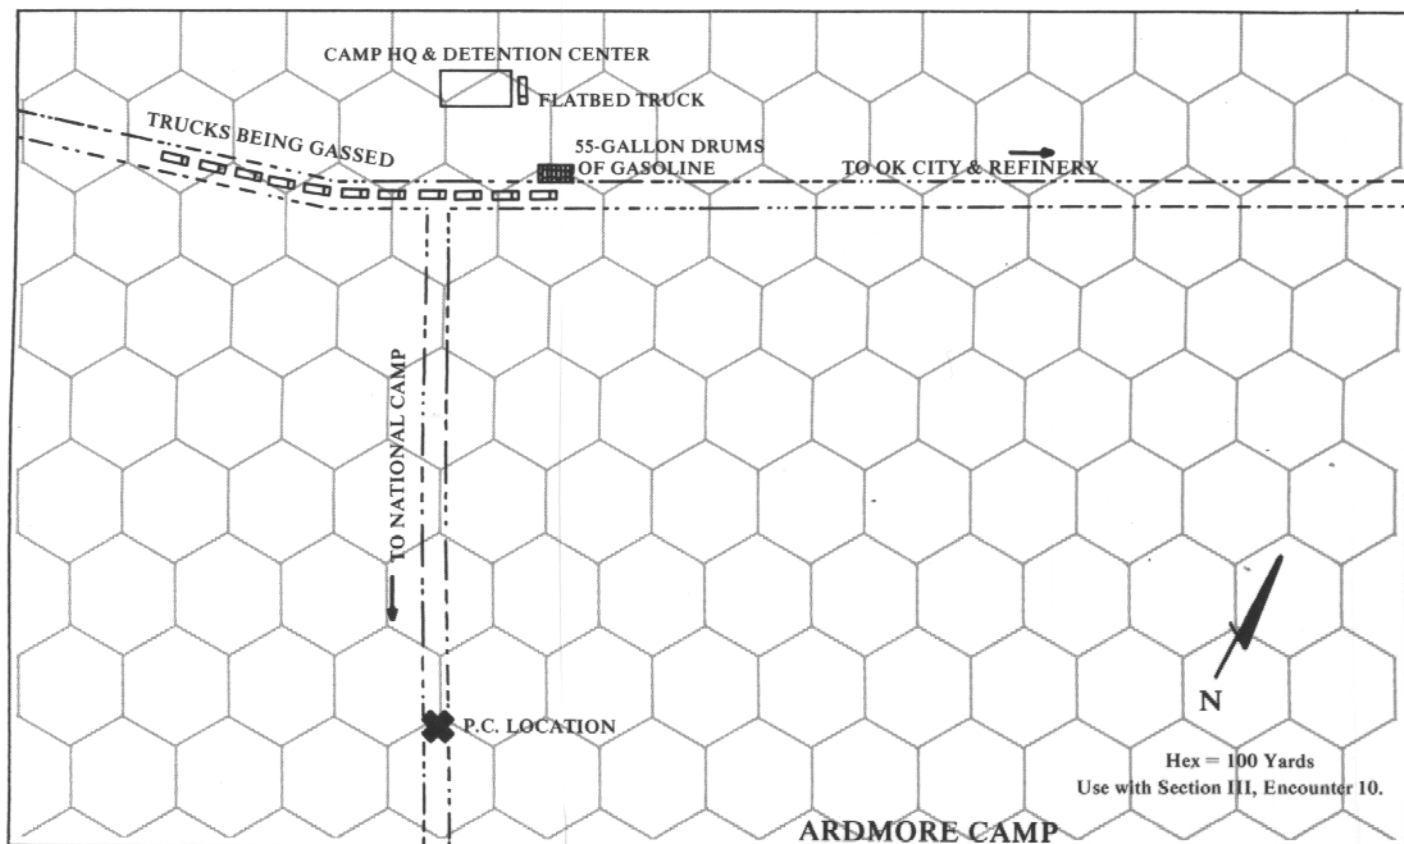 CAMP HQ & DETENTION CENTER
FLATBED TRUCK
TRUCKS BEING GASSED
55-GALLON DRUMS
OF GASOLINE
TO OK CITY & REFINERY
TO NATIONAL CAMP
P.C. LOCATION
N
Hex = 100 Yards
Use with Section III, Encounter 10.
ARDMORE CAMP